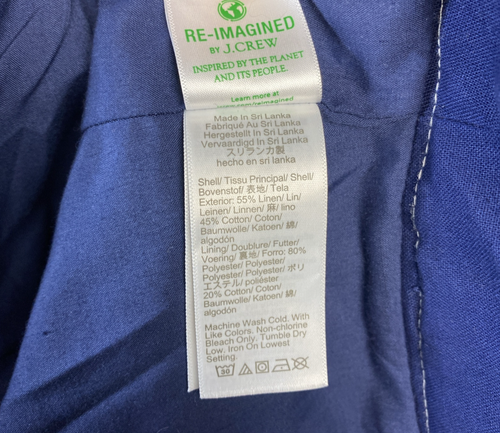 RE-IMAGINED
BY J.CREW
INSPIRED BY THE PLANET
AND ITS PEOPLE.
Learn more at
Made In Sri Lanka
Fabriqué Au Sri Lanka
Hergestellt In Sri Lanka
Vervaardigd In Sri Lanka
スリランカ製
hecho en sri lanka
Shell/ Tissu Principal/ Shell/
Bovenstof/ 表地/ Tela
Exterior: 55% Linen/ Lin/
Leinen/ Linnen/ 麻/ lino
45% Cotton/ Coton/
Baumwolle/ Katoen/ 綿/
algodón
Lining/ Doublure/ Futter/
Voering/ 裏地/ Forro: 80%
Polyester/ Polyester/
Polyester/ Polyester/ ポリ
エステル/ poliéster
20% Cotton/ Coton/
Baumwolle/ Katoen/ 綿/
algodón
Machine Wash Cold. With
Like Colors. Non-chlorine
Bleach Only. Tumble Dry
Low. Iron On Lowest
Setting.
30